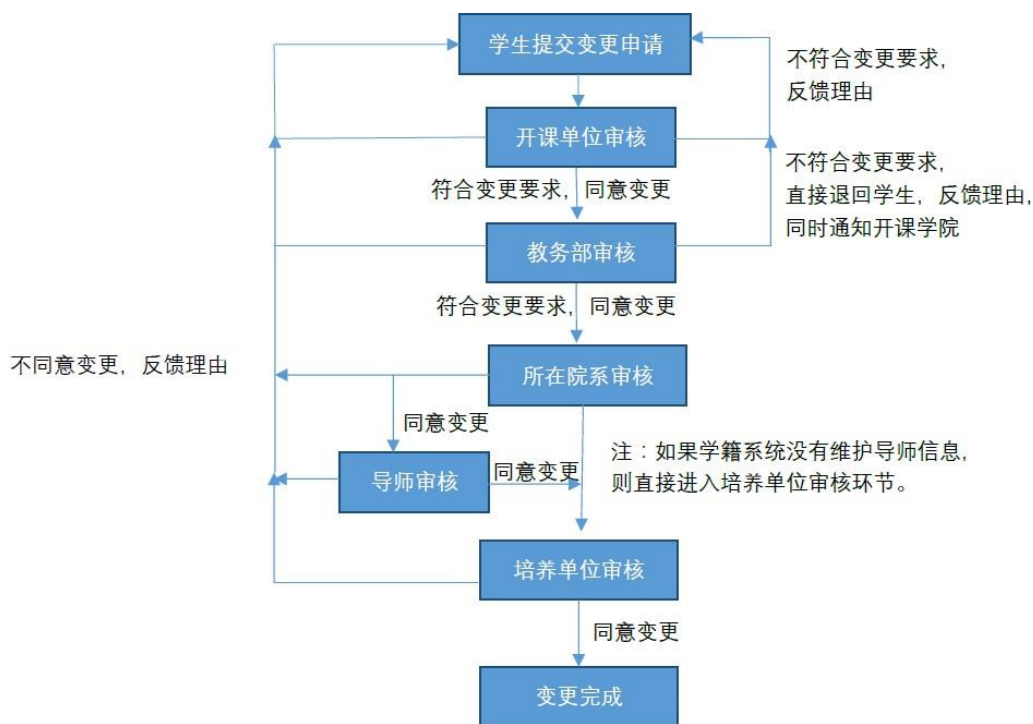 学生提交变更申请
不符合变更要求，
反馈理由
开课单位审核
不符合变更要求，
直接退回学生，反馈理由，
同时通知开课学院
符合变更要求，同意变更
教务部审核
符合变更要求，同意变更
不同意变更，反馈理由
所在院系审核
同意变更
注：如果学籍系统没有维护导师信息，
则直接进入培养单位审核环节。
导师审核
同意变更
培养单位审核
同意变更
变更完成